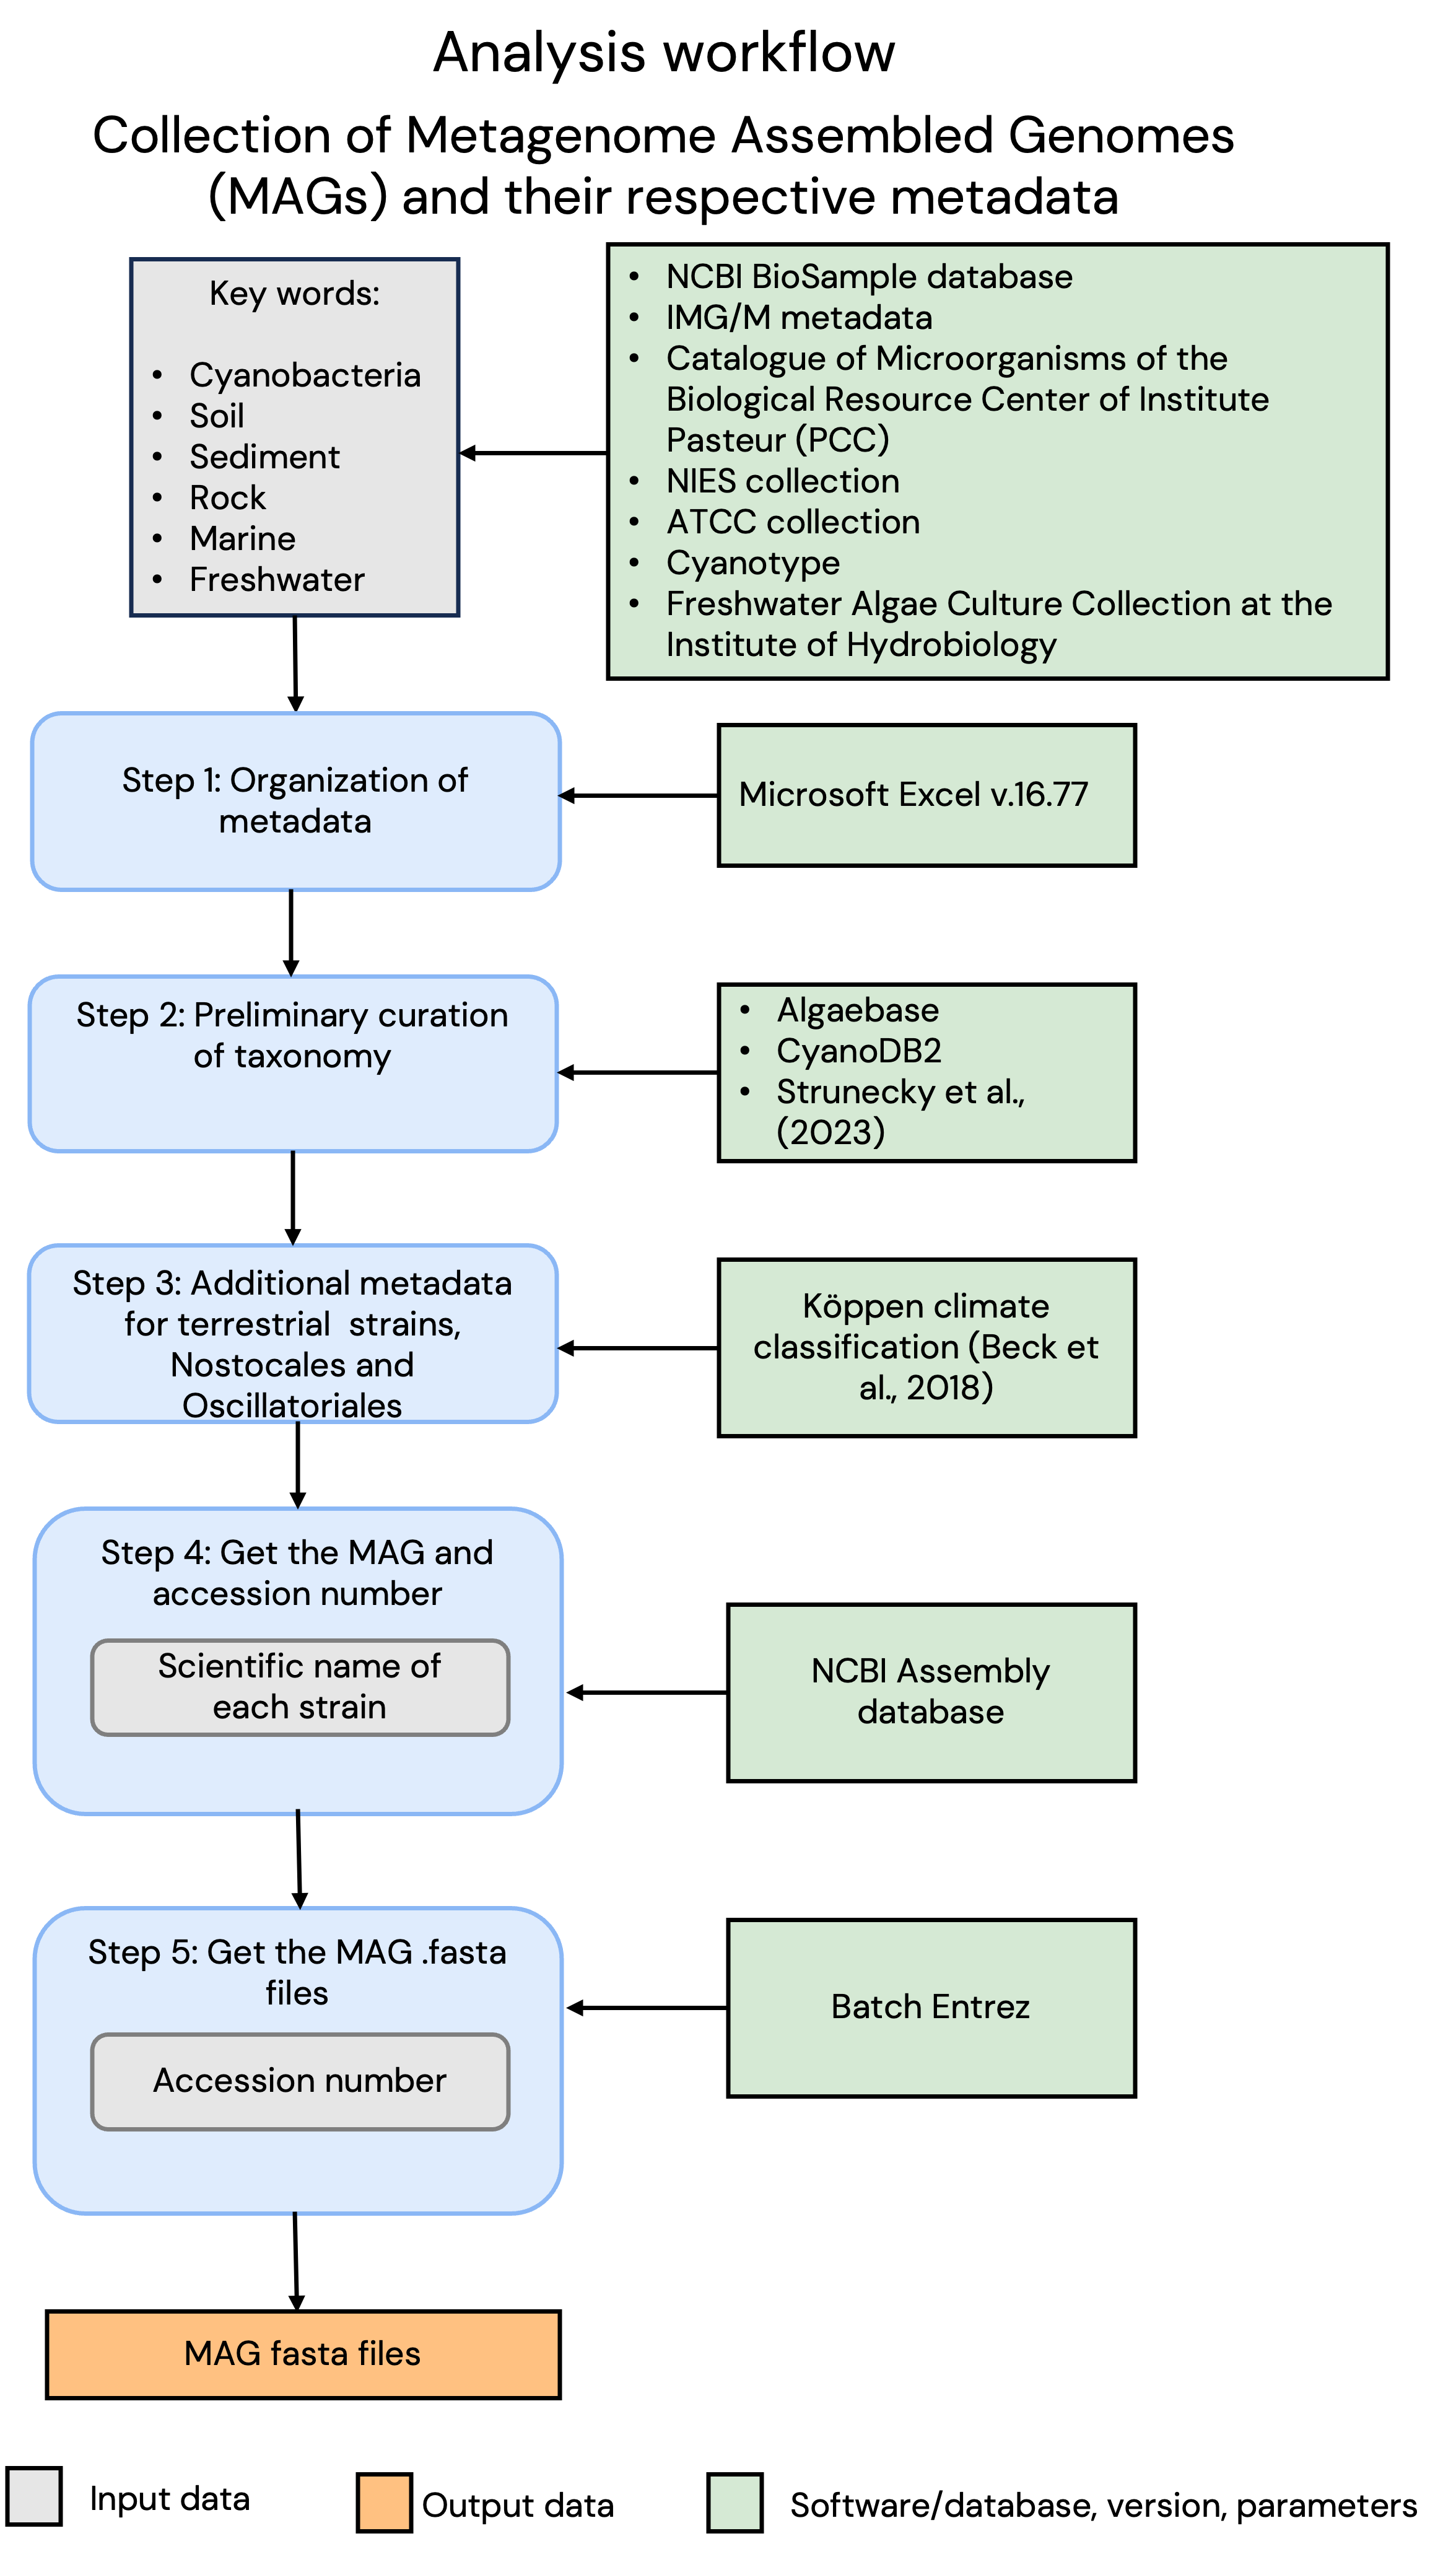 Analysis workflow
Collection of Metagenome Assembled Genomes
(MAGs) and their respective metadata
Key words:
• Cyanobacteria
• Soil
• Sediment
• Rock
• Marine
• Freshwater
• NCBI BioSample database
• IMG/M metadata
• Catalogue of Microorganisms of the
Biological Resource Center of Institute
Pasteur (PCC)
• NIES collection
• ATCC collection
• Cyanotype
• Freshwater Algae Culture Collection at the
Institute of Hydrobiology
Step 1: Organization of
metadata
Microsoft Excel v.16.77
Step 2: Preliminary curation
of taxonomy
• Algaebase
• CyanoDB2
• Strunecky et al.,
(2023)
Step 3: Additional metadata
for terrestrial  strains,
Nostocales and
Oscillatoriales
Köppen climate
classification (Beck et
al., 2018)
Step 4: Get the MAG and
accession number
Scientific name of
each strain
NCBI Assembly
database
Step 5: Get the MAG .fasta
files
Accession number
Batch Entrez
MAG fasta files
Input data
Output data
Software/database, version, parameters